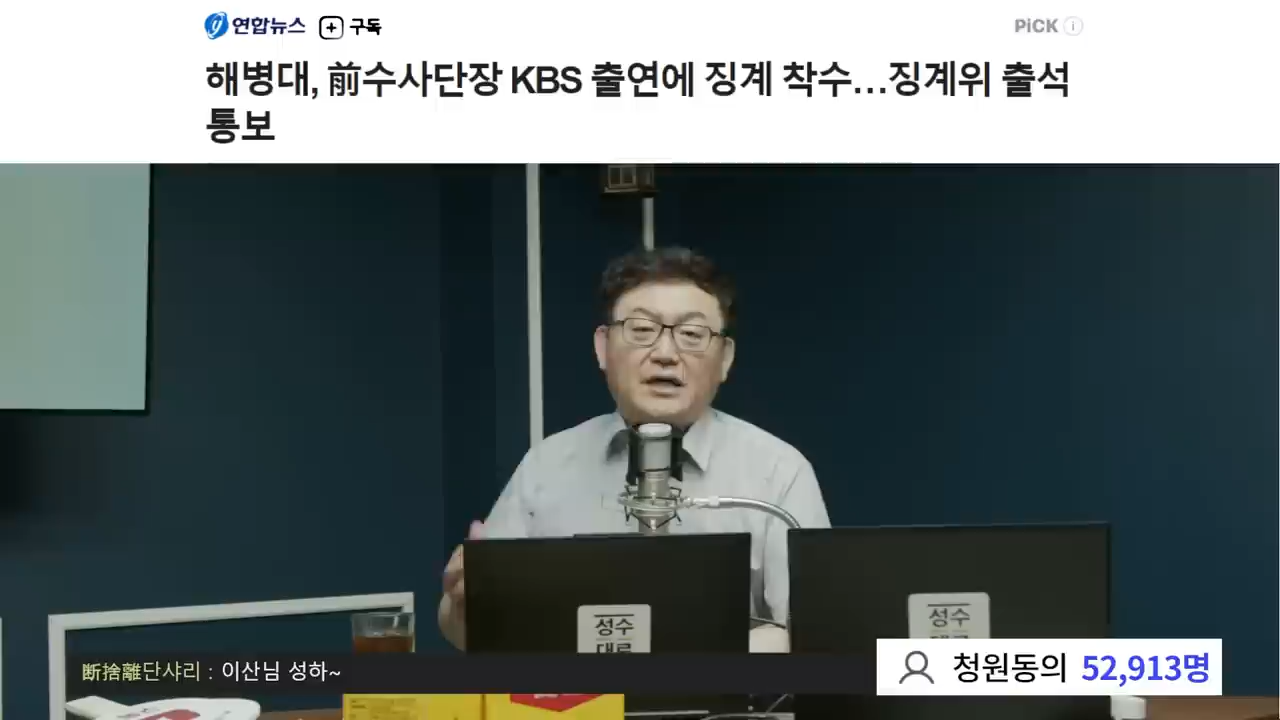 연합뉴스 구독
PiCK
해병대, 前수사단장 KBS 출연에 징계 착수…징계위 출석
통보
성수
대로
성수
断捨離단샤리 : 이산님 성하~
청원동의 52,913명